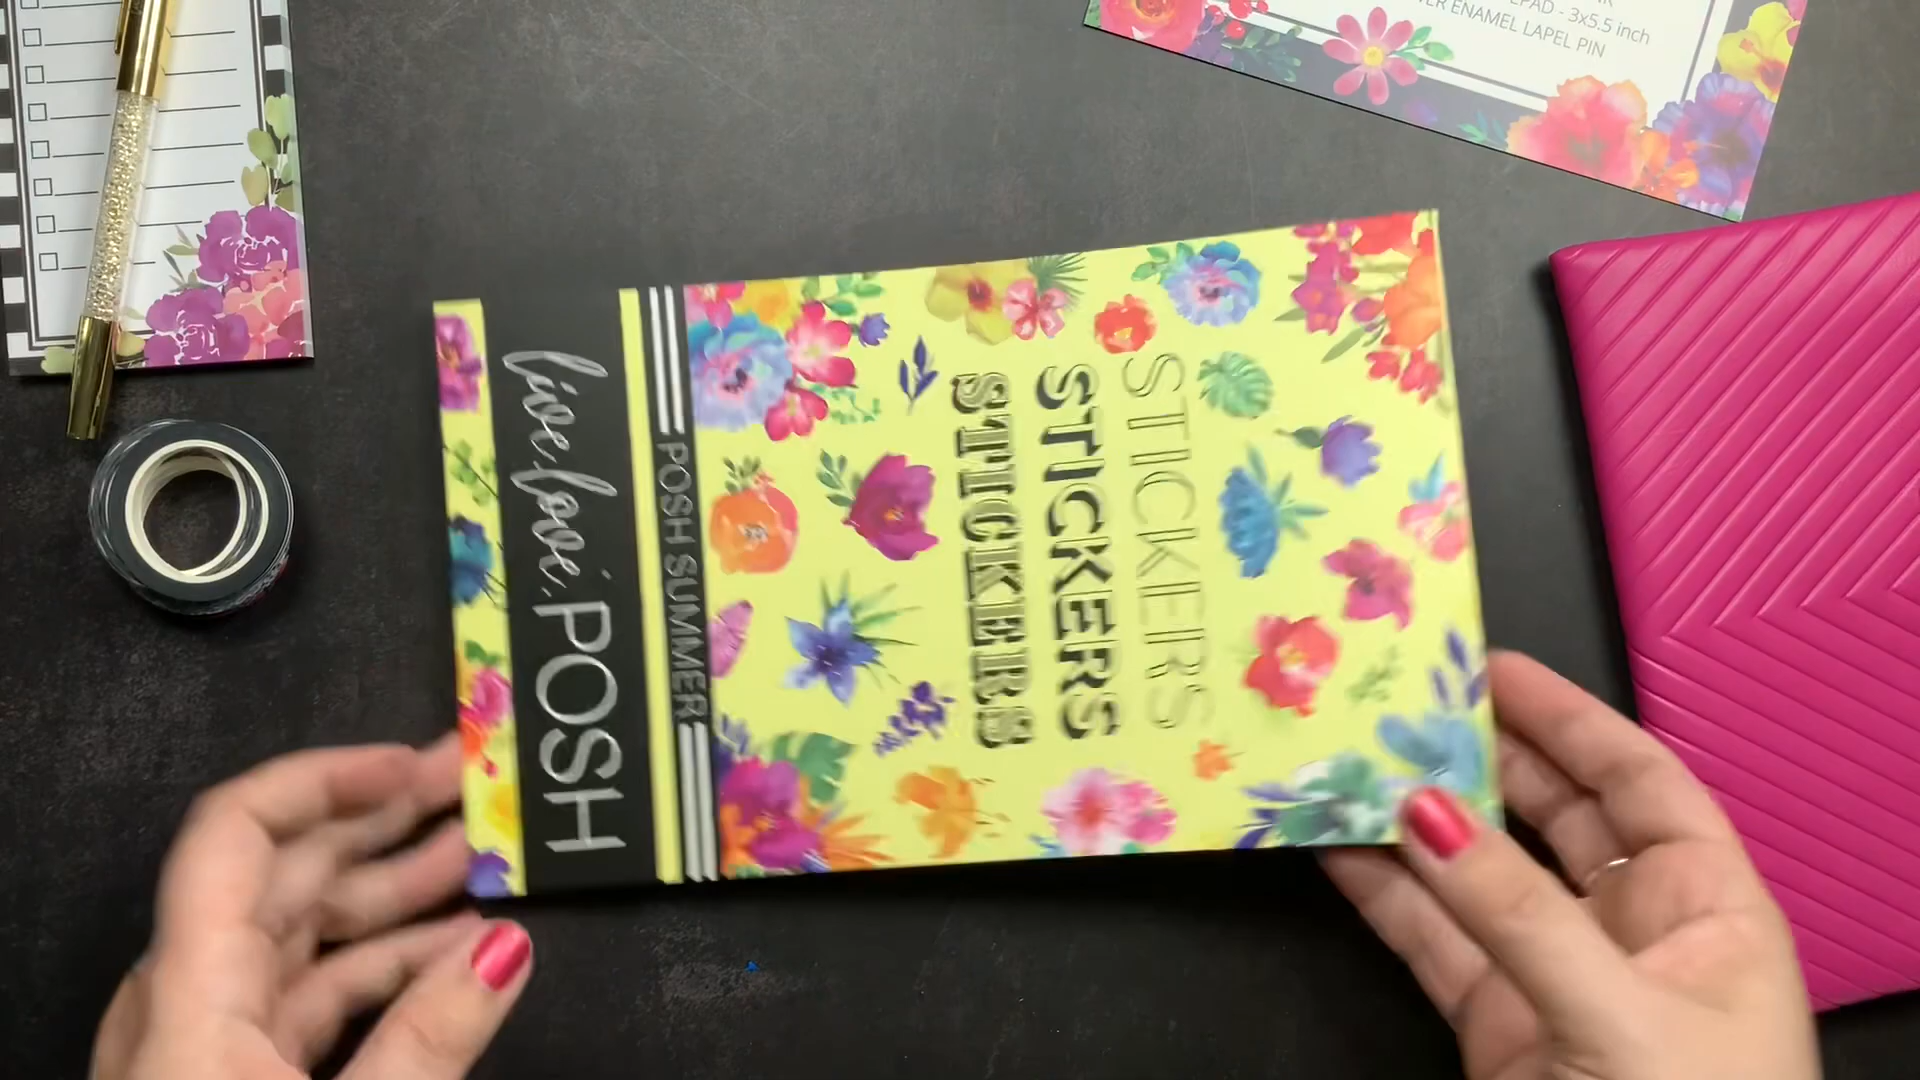 EPAD - 3x5.5 inch
ER ENAMEL LAPEL PIN
live. love. POSH
POSH SUMMER
STICKERS
STICKERS
STICKERS